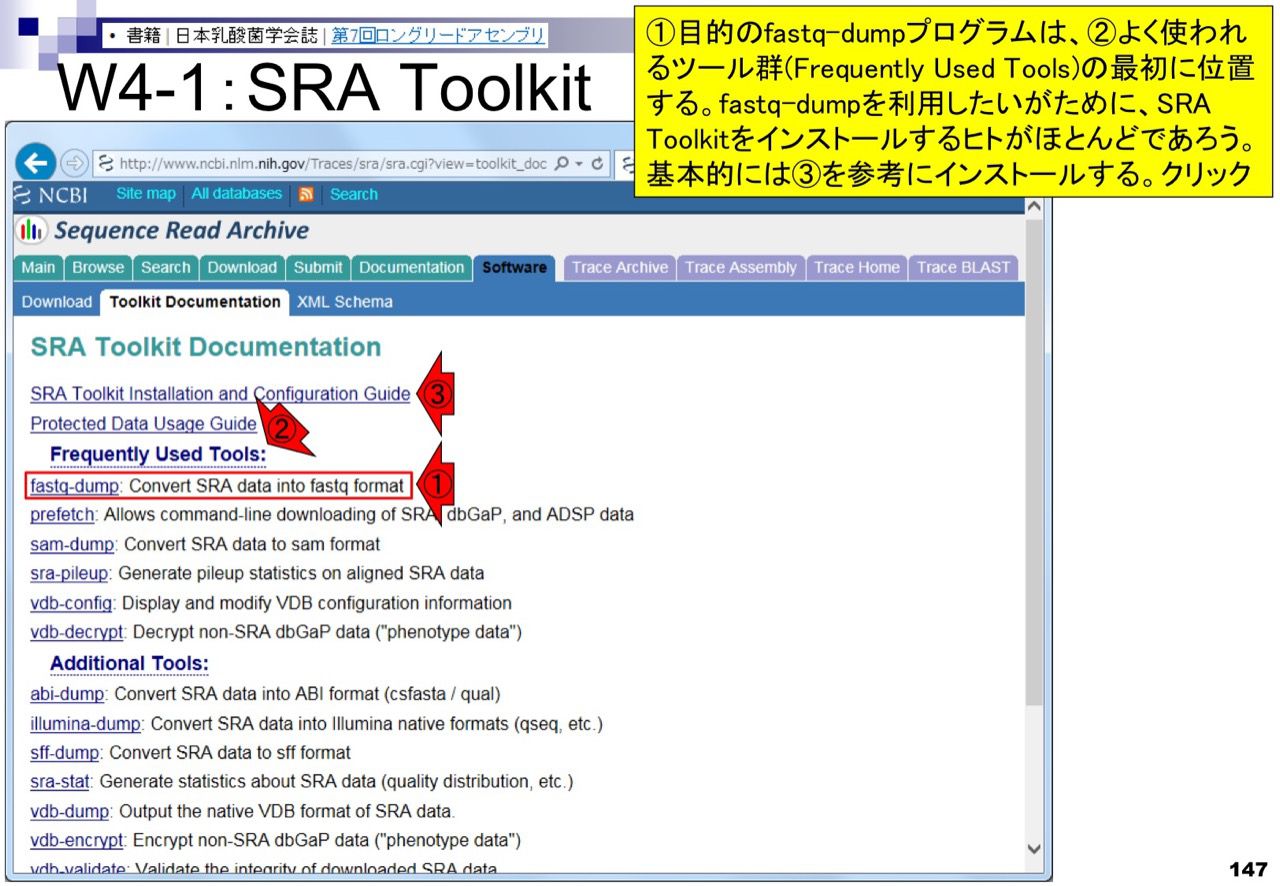 • 書籍 | 日本乳酸菌学会誌 | 第7回ロングリードアセンブリ
W4-1：SRA Toolkit
①目的のfastq-dumpプログラムは、②よく使われ
るツール群(Frequently Used Tools)の最初に位置
する。fastq-dumpを利用したいがために、SRA
Toolkitをインストールするヒトがほとんどであろう。
基本的には③を参考にインストールする。クリック
http://www.ncbi.nlm.nih.gov/Traces/sra/sra.cgi?view=toolkit_doc
NCBI Site map All databases Search
Sequence Read Archive
Main Browse Search Download Submit Documentation Software Trace Archive Trace Assembly Trace Home Trace BLAST
Download Toolkit Documentation XML Schema
SRA Toolkit Documentation
SRA Toolkit Installation and Configuration Guide ③
Protected Data Usage Guide ②
Frequently Used Tools:
fastq-dump: Convert SRA data into fastq format ①
prefetch: Allows command-line downloading of SRA, dbGaP, and ADSP data
sam-dump: Convert SRA data to sam format
sra-pileup: Generate pileup statistics on aligned SRA data
vdb-config: Display and modify VDB configuration information
vdb-decrypt: Decrypt non-SRA dbGaP data ("phenotype data")
Additional Tools:
abi-dump: Convert SRA data into ABI format (csfasta / qual)
illumina-dump: Convert SRA data into Illumina native formats (qseq, etc.)
sff-dump: Convert SRA data to sff format
sra-stat: Generate statistics about SRA data (quality distribution, etc.)
vdb-dump: Output the native VDB format of SRA data.
vdb-encrypt: Encrypt non-SRA dbGaP data ("phenotype data")
vdb-validate: Validate the integrity of downloaded SRA data
147